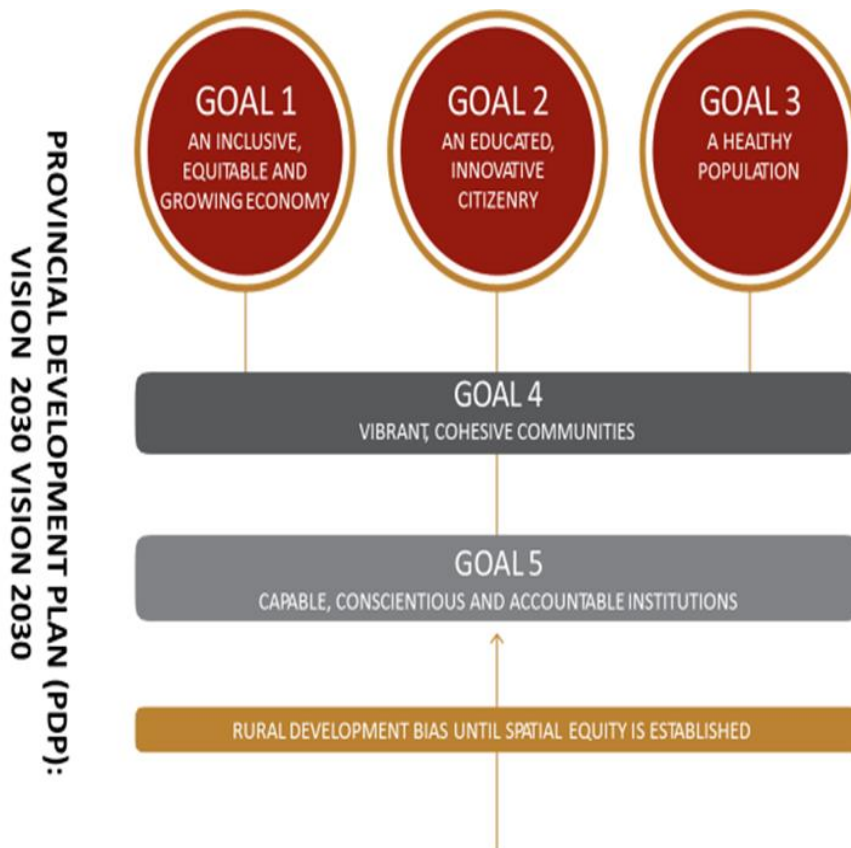 PROVINCIAL DEVELOPMENT PLAN (PDP):
VISION 2030 VISION 2030
GOAL 1
AN INCLUSIVE,
EQUITABLE AND
GROWING ECONOMY
GOAL 2
AN EDUCATED,
INNOVATIVE
CITIZENRY
GOAL 3
A HEALTHY
POPULATION
GOAL 4
VIBRANT, COHESIVE COMMUNITIES
GOAL 5
CAPABLE, CONSCIENTIOUS AND ACCOUNTABLE INSTITUTIONS
RURAL DEVELOPMENT BIAS UNTIL SPATIAL EQUITY IS ESTABLISHED